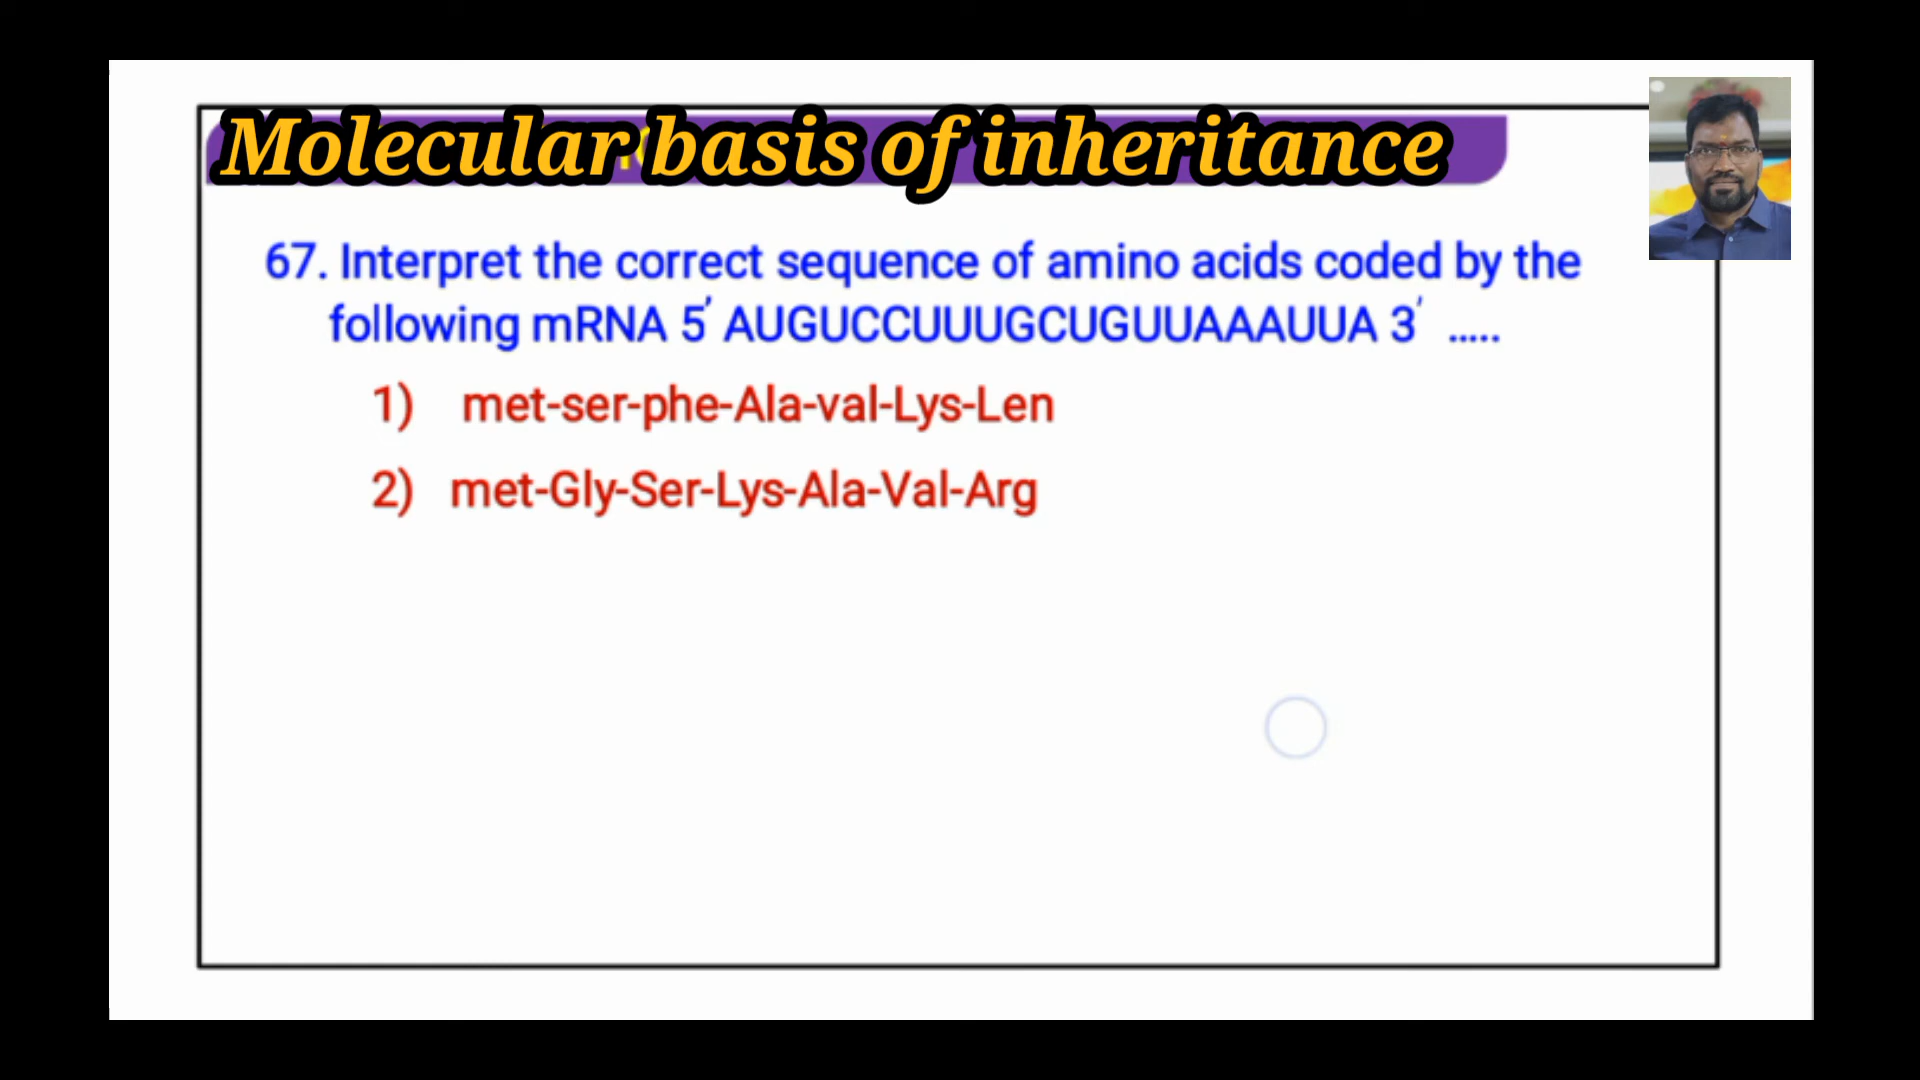 Molecular basis of inheritance
67. Interpret the correct sequence of amino acids coded by the
following mRNA 5′ AUGUCCUUUGCUGUUAAAUUA 3′ .....
1) met-ser-phe-Ala-val-Lys-Len
2) met-Gly-Ser-Lys-Ala-Val-Arg